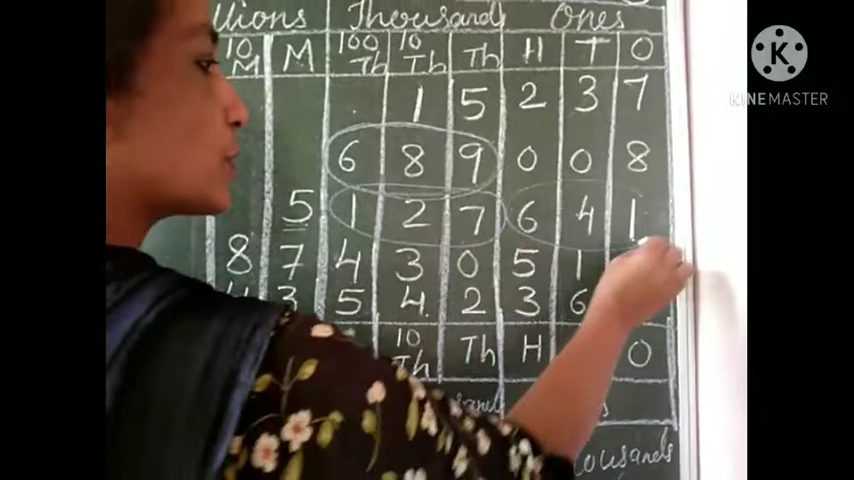 Thousands Ones
10 M M 100 Th 10 Th Th H T O
1 5 2 3 7
6 8 9 0 0 8
5 1 2 7 6 4 1
8 7 4 3 0 5 1
3 5 4 2 3 6
10 Th Th H O
K
KINEMASTER